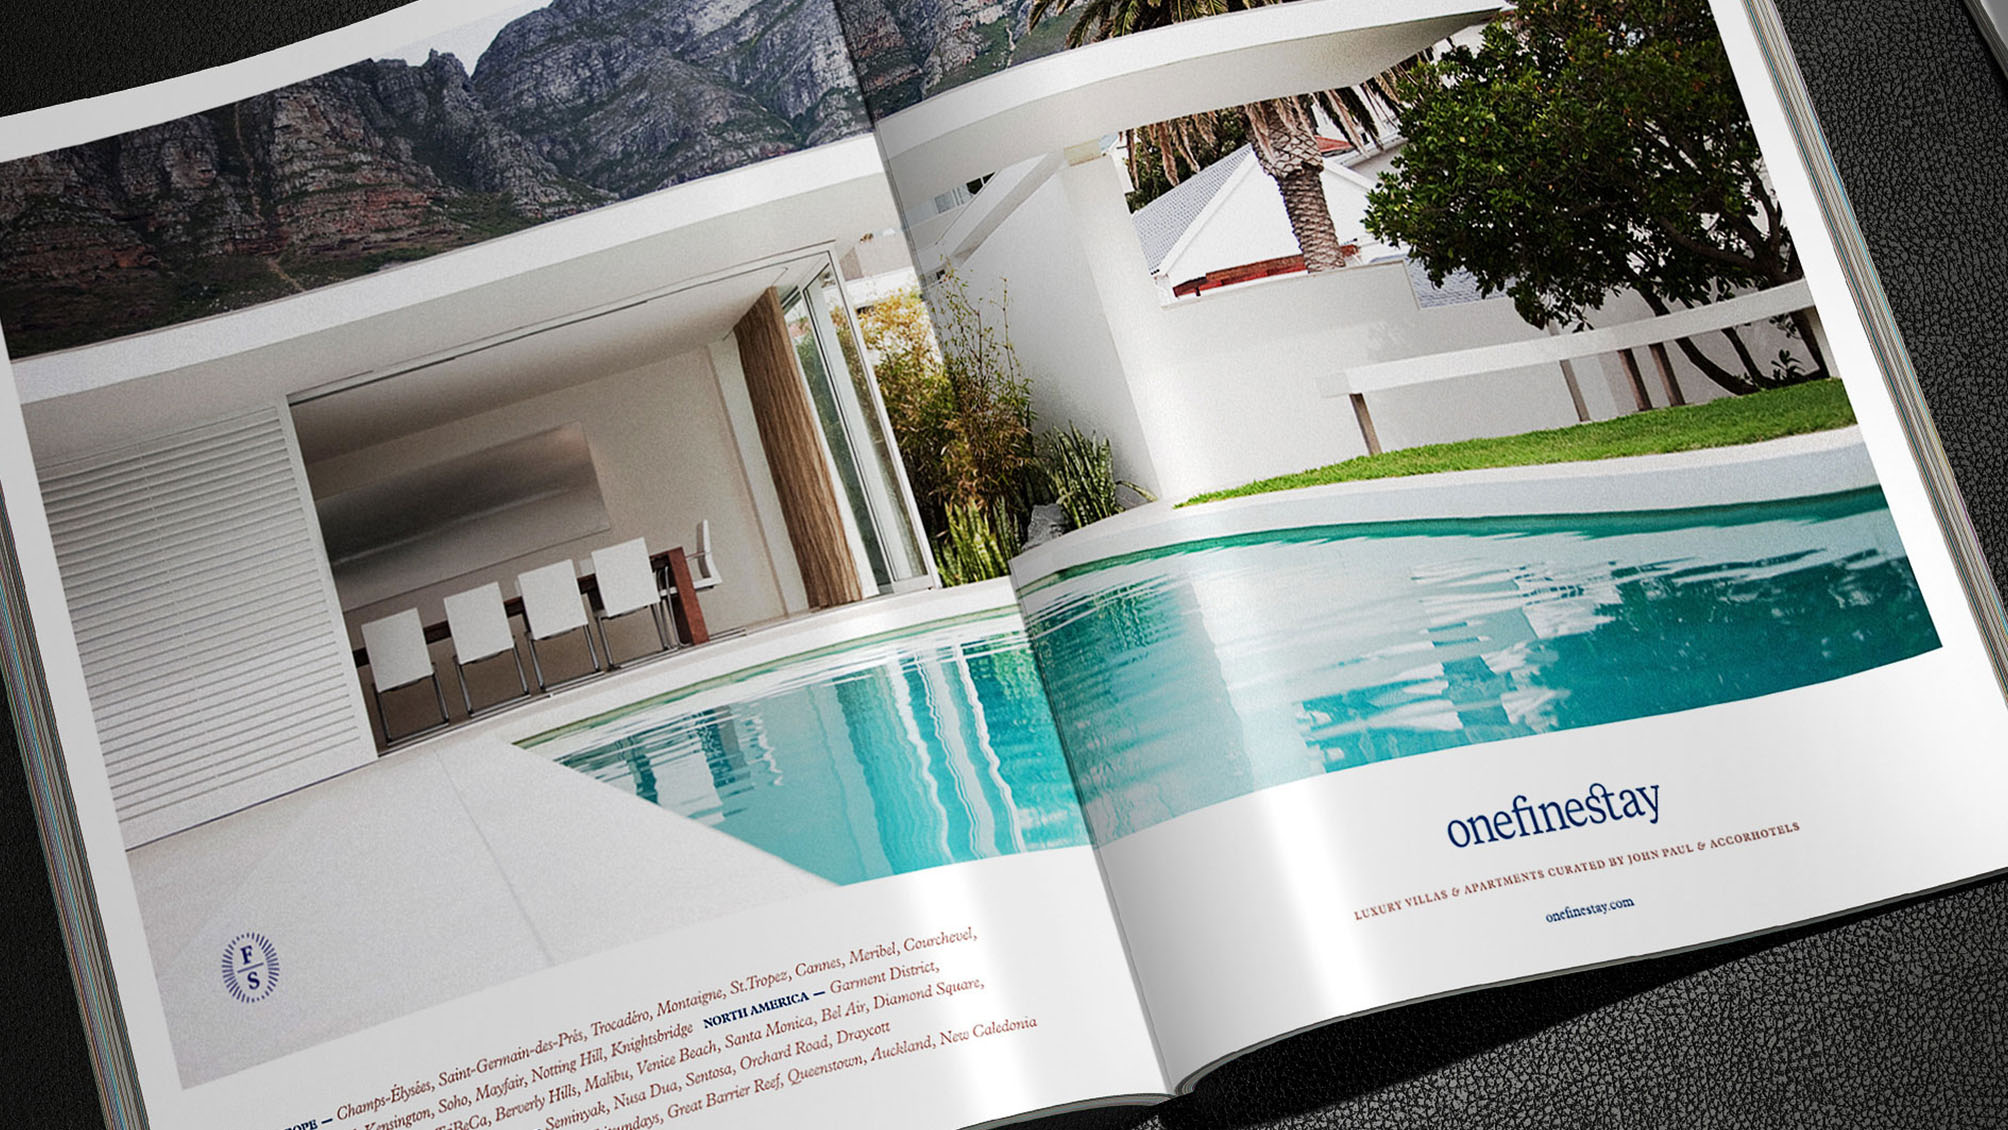 F
S
Champs-Élysées, Saint-Germain-des-Prés, Trocadéro, Montaigne, St.Tropez, Cannes, Meribel, Courchevel,
Kensington, Soho, Mayfair, Notting Hill, Knightsbridge NORTH AMERICA — Garment District,
Berverly Hills, Malibu, Venice Beach, Santa Monica, Bel Air, Diamond Square,
Seminyak, Nusa Dua, Sentosa, Orchard Road, Draycott
Great Barrier Reef, Queenstown, Auckland, New Caledonia
onefinestay
LUXURY VILLAS & APARTMENTS CURATED BY JOHN PAUL & ACCORHOTELS
onefinestay.com